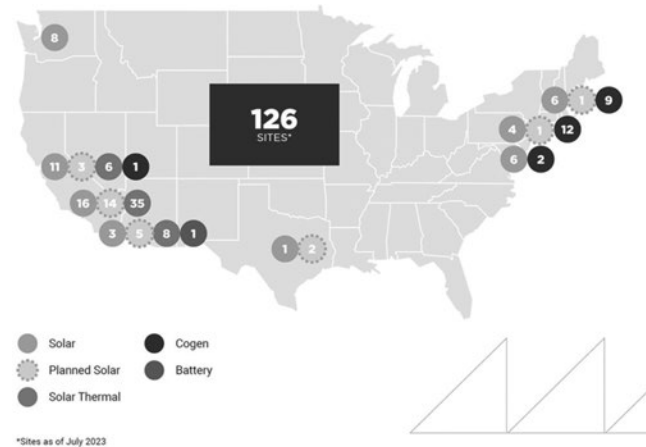 8
126
SITES*
6 1 9
4 1 12
6 2
11 3 6 1
16 14 35
3 5 8 1
1 2
Solar
Cogen
Planned Solar
Battery
Solar Thermal
*Sites as of July 2023